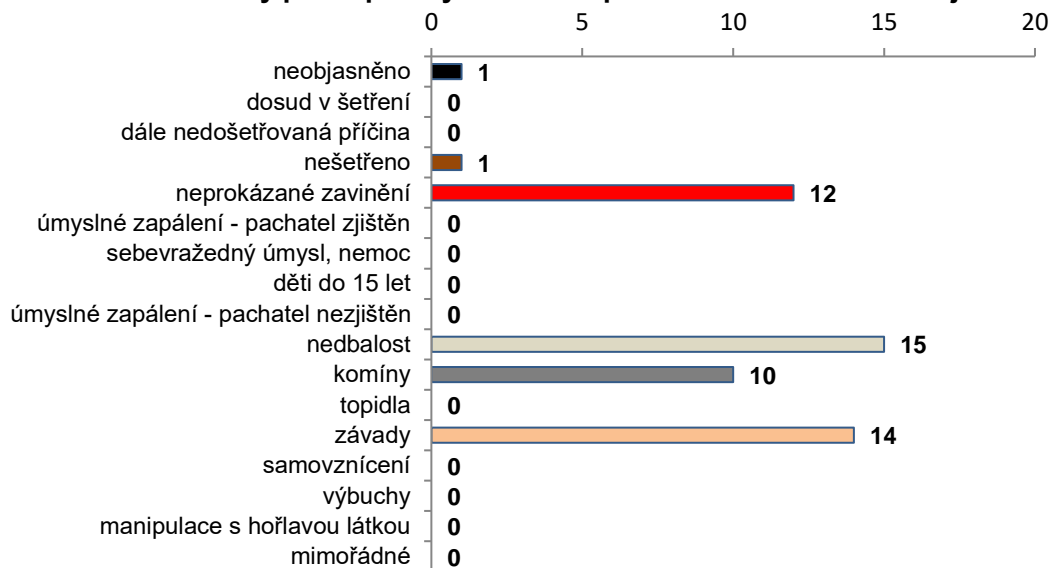 0 5 10 15 20
neobjasněno 1
dosud v šetření 0
dále nedošetřovaná příčina 0
nešetřeno 1
neprokázané zavinění 12
úmyslné zapálení - pachatel zjištěn 0
sebevražedný úmysl, nemoc 0
děti do 15 let 0
úmyslné zapálení - pachatel nezjištěn 0
nedbalost 15
komíny 10
topidla 0
závady 14
samovznícení 0
výbuchy 0
manipulace s hořlavou látkou 0
mimořádné 0